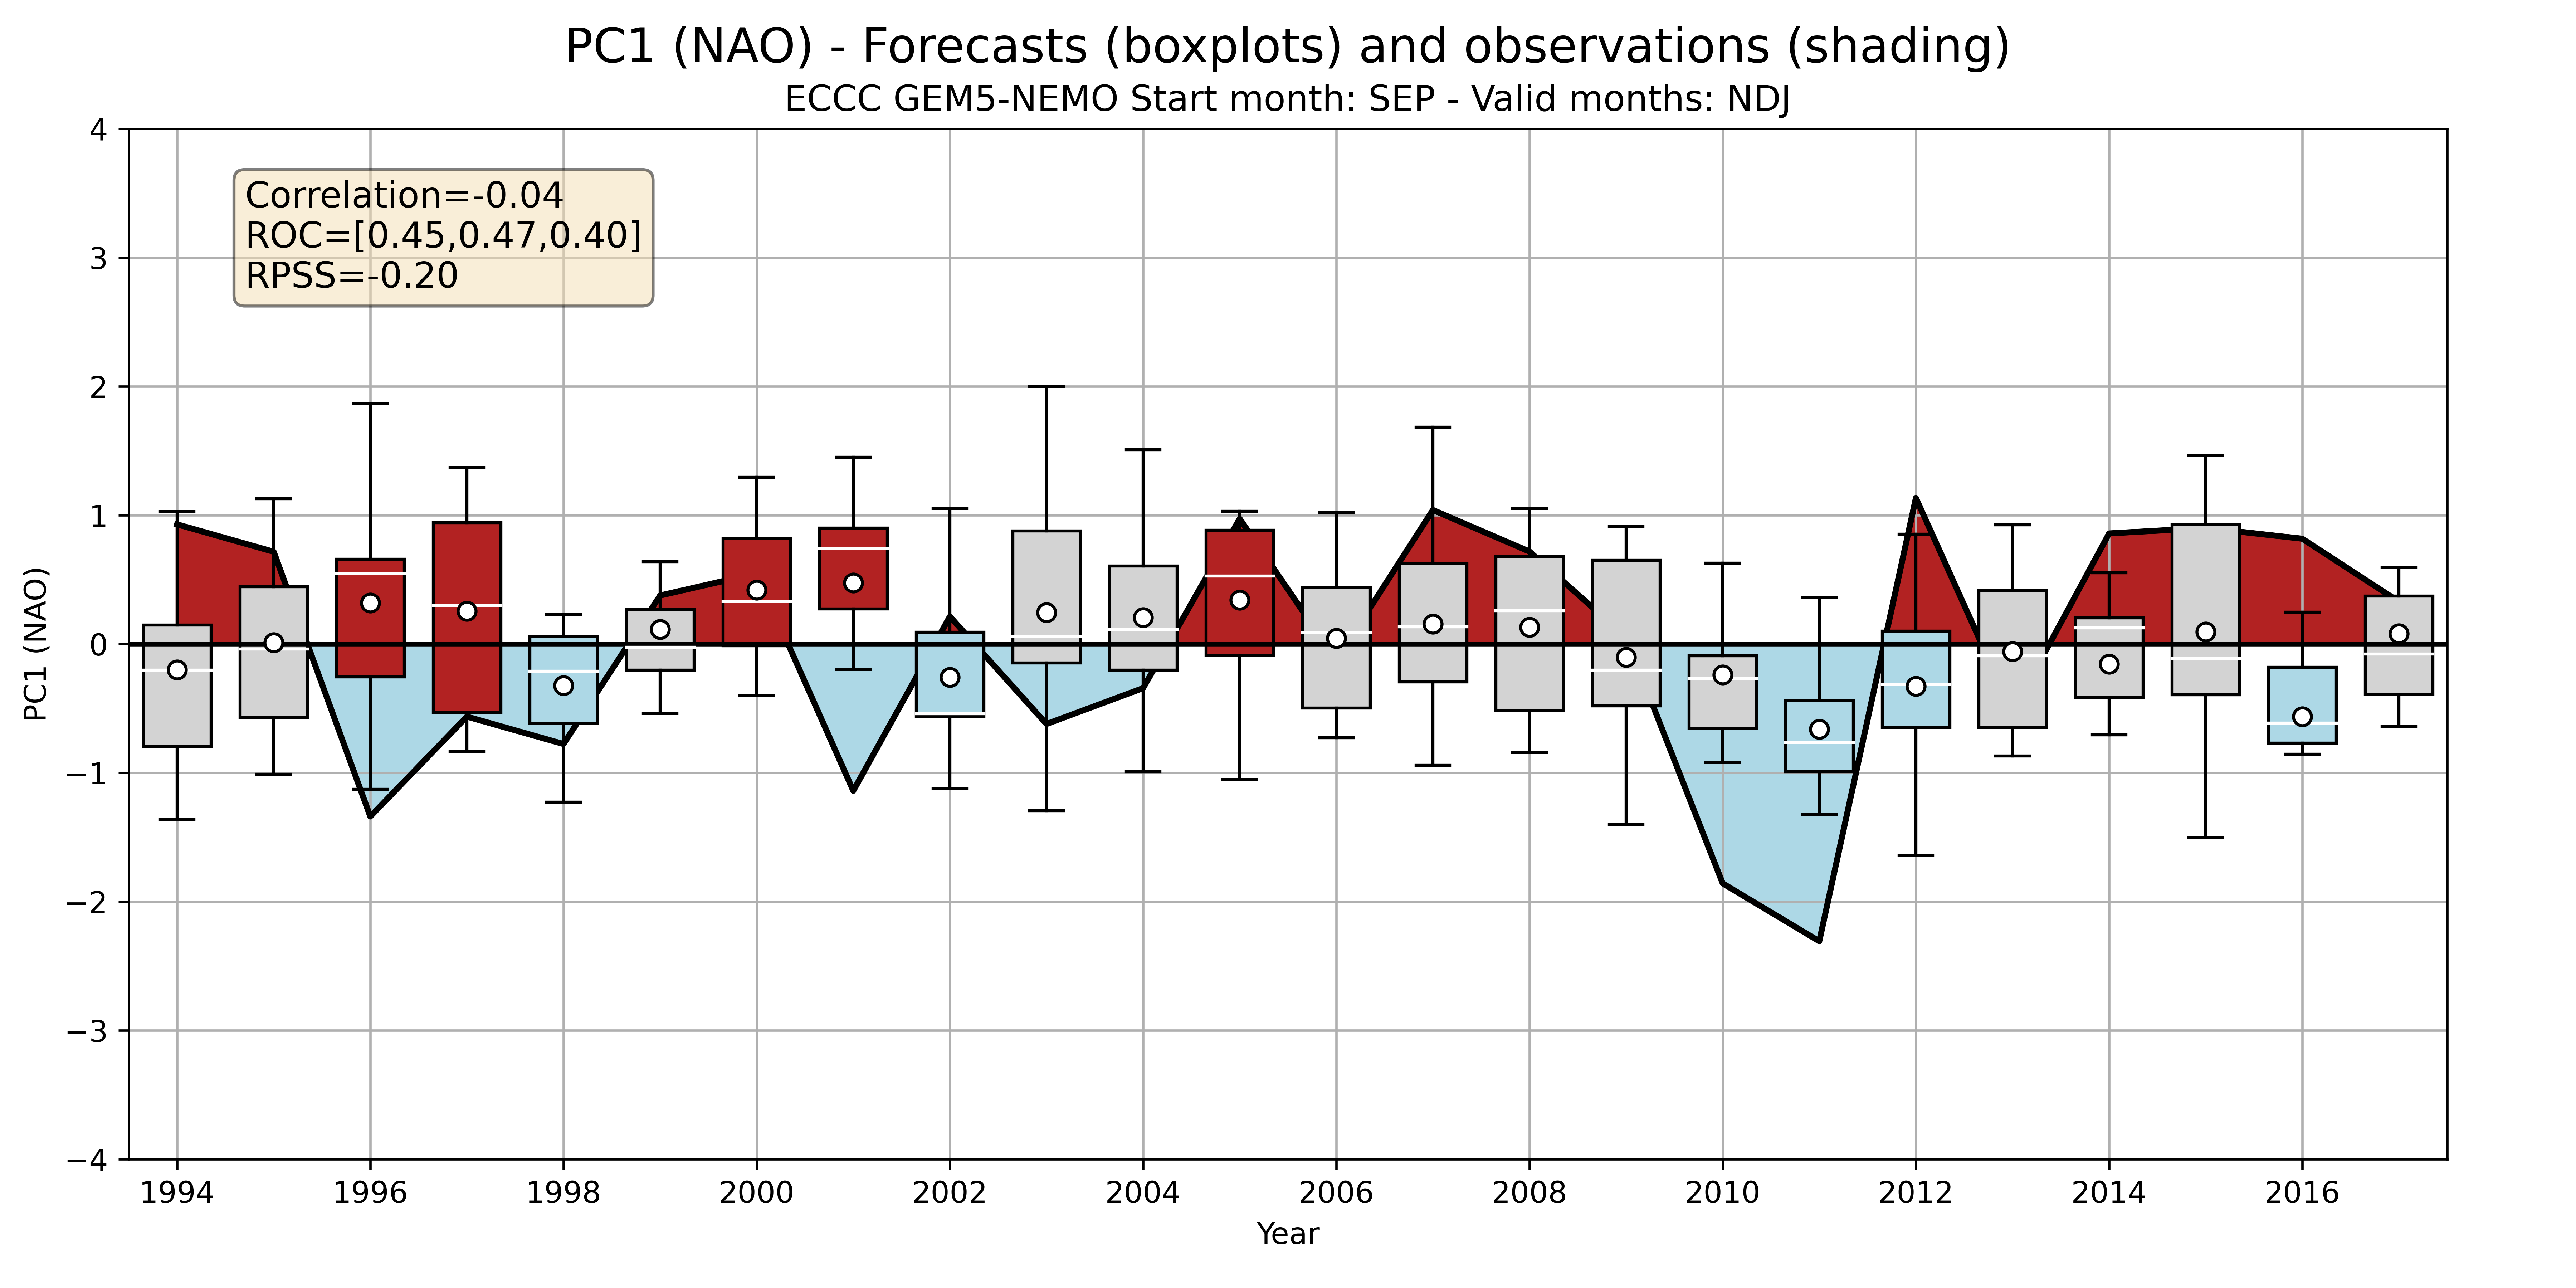 PC1 (NAO) - Forecasts (boxplots) and observations (shading)
ECCC GEM5-NEMO Start month: SEP - Valid months: NDJ
Correlation=-0.04
ROC=[0.45,0.47,0.40]
RPSS=-0.20
PC1 (NAO)
4
3
2
1
0
−1
−2
−3
−4
1994 1996 1998 2000 2002 2004 2006 2008 2010 2012 2014 2016
Year